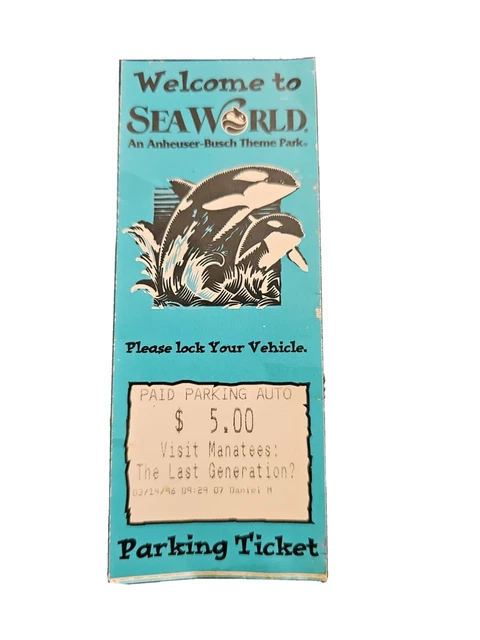 Welcome to
SEAWORLD®
An Anheuser-Busch Theme Park®
Please lock Your Vehicle.
PAID PARKING AUTO
$ 5.00
Visit Manatees:
The Last Generation?
03/14/96 09:29 07 Daniel M
Parking Ticket